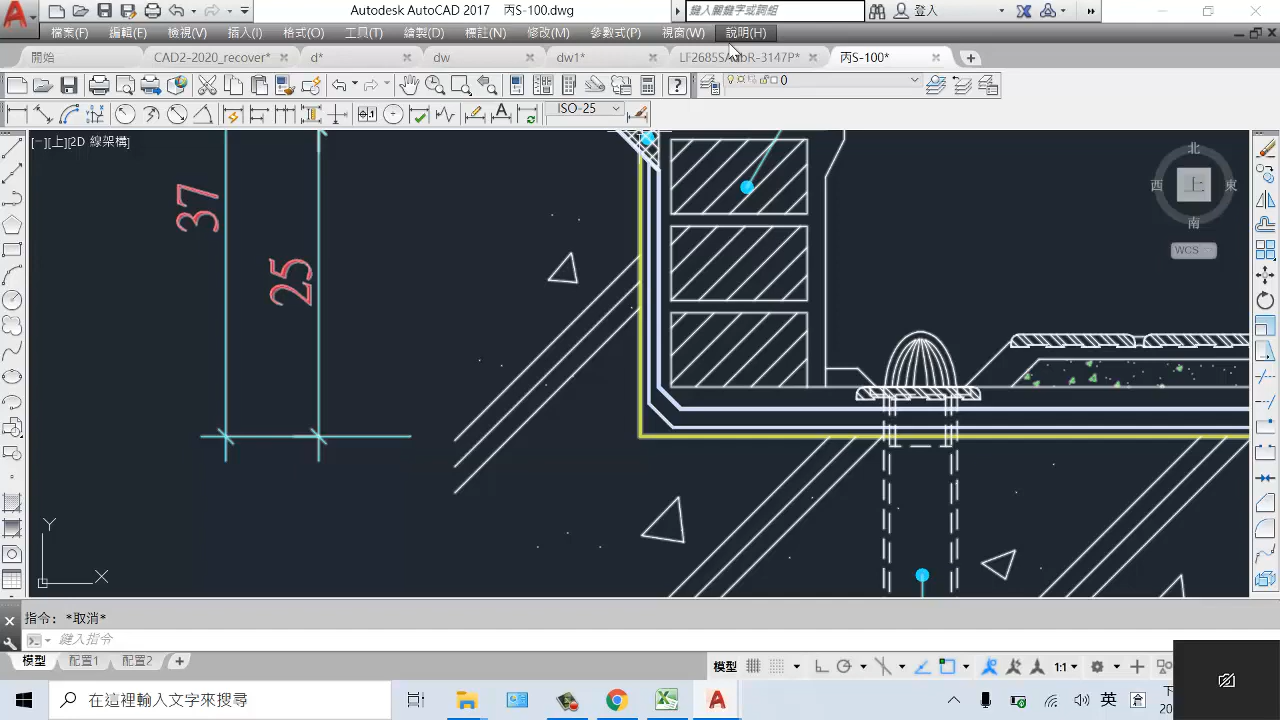 Autodesk AutoCAD 2017 丙S-100.dwg
鍵入關鍵字或詞組
登入
檔案(F) 編輯(E) 檢視(V) 插入(I) 格式(O) 工具(T) 繪製(D) 標註(N) 修改(M) 參數式(P) 視窗(W) 說明(H)
開始 CAD2-2020_recover* d* dw dw1* 丙S-100*
0
ISO-25
[-][上][2D 線架構]
北
西 上 東
南
WCS
37
25
Y
X
指令: *取消*
鍵入指令
模型 配置1 配置2
模型 1:1
在這裡輸入文字來搜尋
英